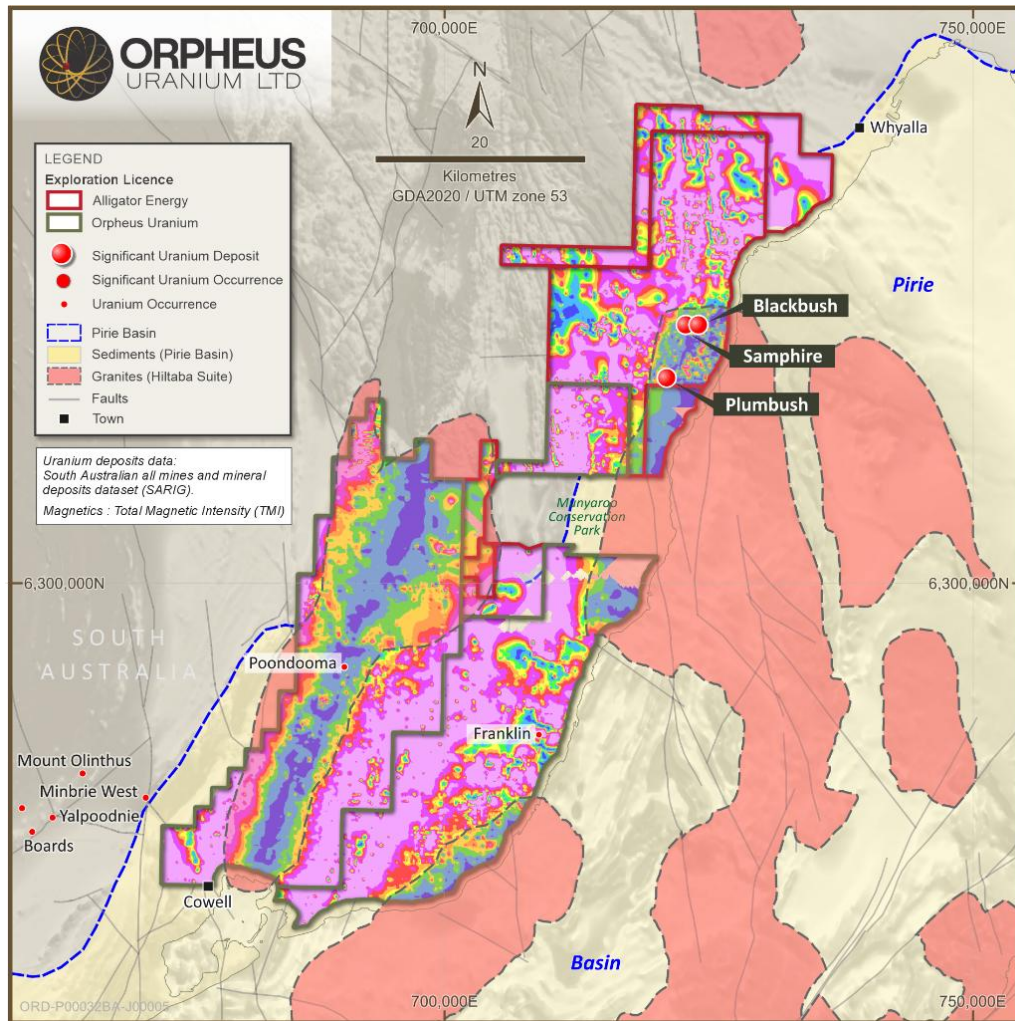 700,000E
750,000E
ORPHEUS
URANIUM LTD
N
20
Kilometres
GDA2020 / UTM zone 53
Whyalla
LEGEND
Exploration Licence
Alligator Energy
Orpheus Uranium
Significant Uranium Deposit
Significant Uranium Occurrence
Uranium Occurrence
Pirie Basin
Sediments (Pirie Basin)
Granites (Hiltaba Suite)
Faults
Town
Uranium deposits data:
South Australian all mines and mineral
deposits dataset (SARIG).
Magnetics : Total Magnetic Intensity (TMI)
Pirie
Blackbush
Samphire
Plumbush
Munyaroo
Conservation
Park
6,300,000N
6,300,000N
SOUTH
AUSTRALIA
Poondooma
Franklin
Mount Olinthus
Minbrie West
Yalpoodnie
Boards
Cowell
Basin
ORD-P00032BA-J00005
700,000E
750,000E